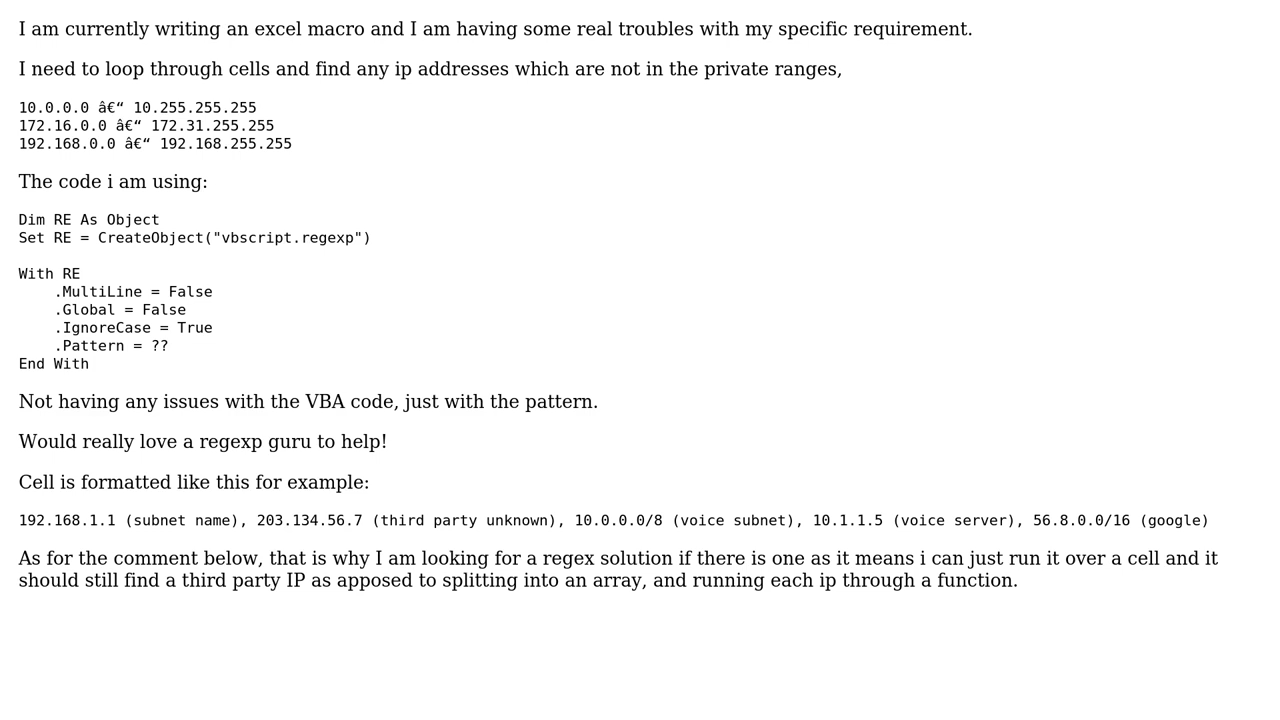 I am currently writing an excel macro and I am having some real troubles with my specific requirement.
I need to loop through cells and find any ip addresses which are not in the private ranges,
10.0.0.0 â€“ 10.255.255.255
172.16.0.0 â€“ 172.31.255.255
192.168.0.0 â€“ 192.168.255.255
The code i am using:
Dim RE As Object
Set RE = CreateObject("vbscript.regexp")
With RE
    .MultiLine = False
    .Global = False
    .IgnoreCase = True
    .Pattern = ??
End With
Not having any issues with the VBA code, just with the pattern.
Would really love a regexp guru to help!
Cell is formatted like this for example:
192.168.1.1 (subnet name), 203.134.56.7 (third party unknown), 10.0.0.0/8 (voice subnet), 10.1.1.5 (voice server), 56.8.0.0/16 (google)
As for the comment below, that is why I am looking for a regex solution if there is one as it means i can just run it over a cell and it
should still find a third party IP as apposed to splitting into an array, and running each ip through a function.